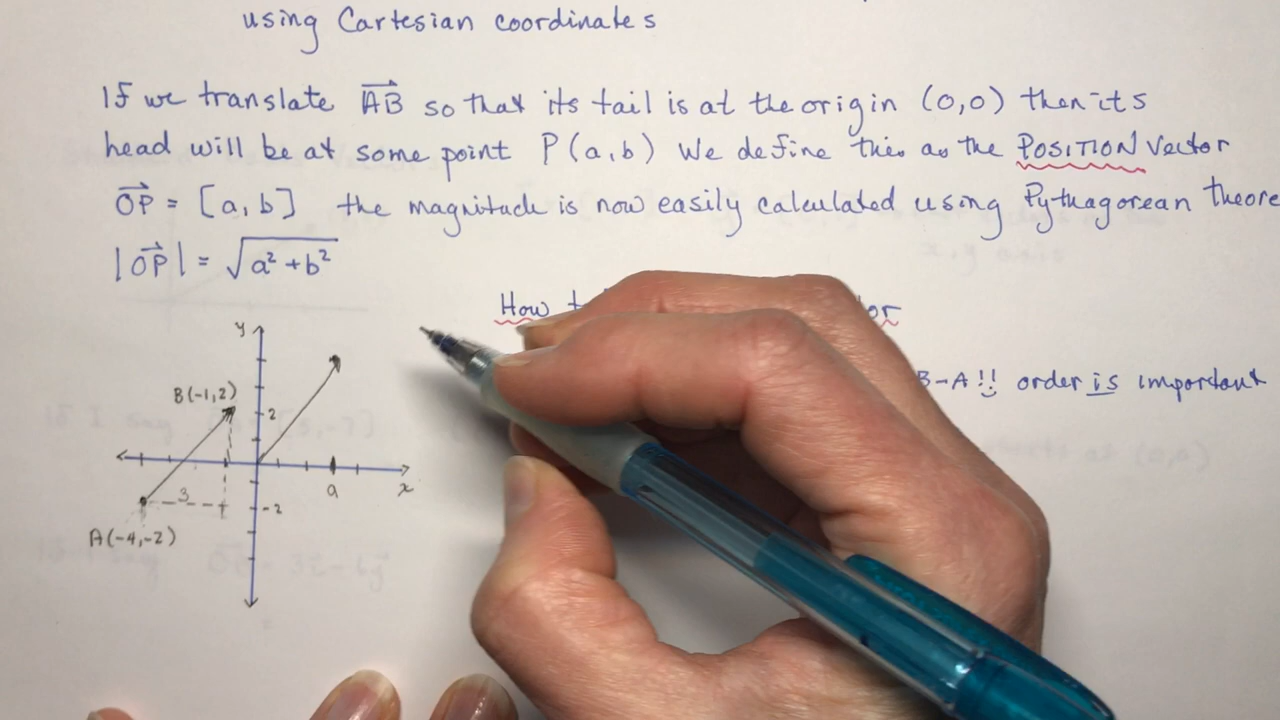 using Cartesian coordinates
If we translate AB so that its tail is at the origin (0,0) then its
head will be at some point P(a,b) We define this as the POSITION Vector
OP = [a,b] the magnitude is now easily calculated using Pythagorean
|OP| = √a² + b²
How
B-A!! order is important
y
B(-1,2)
2
3
a
x
-2
A(-4,-2)